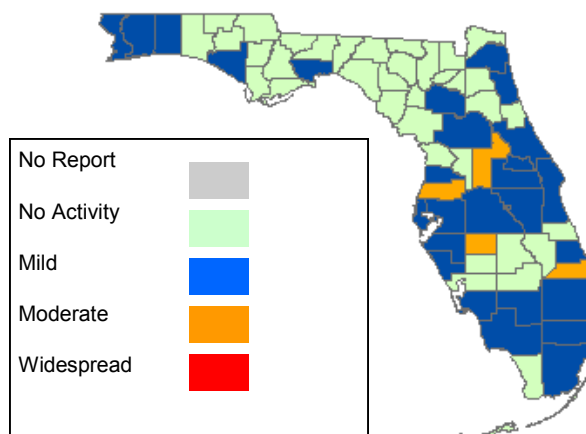 No Report
No Activity
Mild
Moderate
Widespread